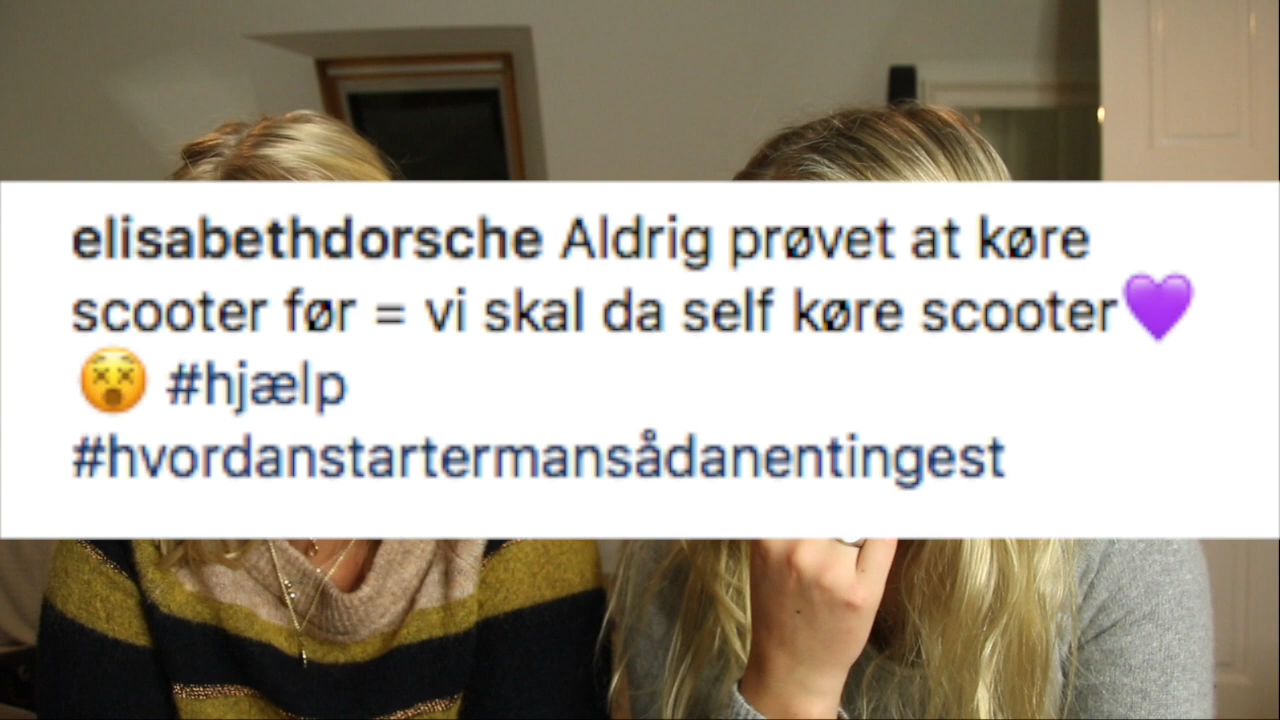 elisabethdorsche Aldrig prøvet at køre
scooter før = vi skal da self køre scooter💜
😵 #hjælp
#hvordanstartermansådanentingest